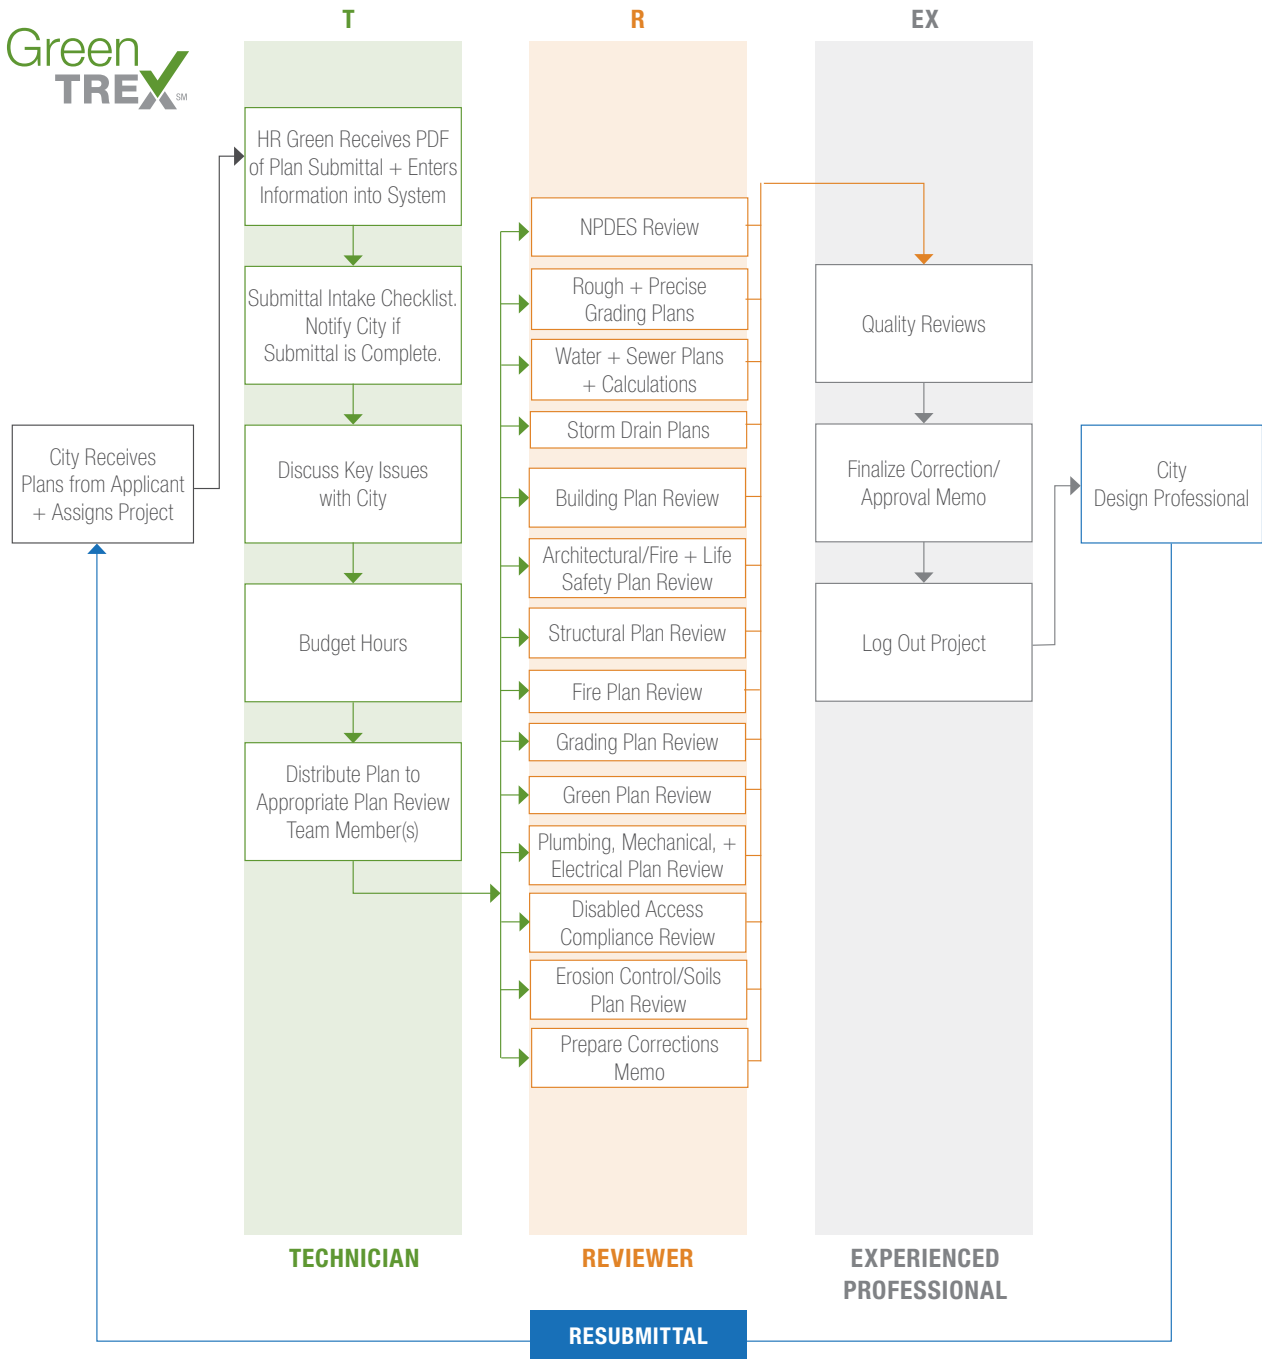 Green
TREX
SM
T
R
EX
HR Green Receives PDF
of Plan Submittal + Enters
Information into System
Submittal Intake Checklist.
Notify City if
Submittal is Complete.
City Receives
Plans from Applicant
+ Assigns Project
Discuss Key Issues
with City
Budget Hours
Distribute Plan to
Appropriate Plan Review
Team Member(s)
NPDES Review
Rough + Precise
Grading Plans
Water + Sewer Plans
+ Calculations
Storm Drain Plans
Building Plan Review
Architectural/Fire + Life
Safety Plan Review
Structural Plan Review
Fire Plan Review
Grading Plan Review
Green Plan Review
Plumbing, Mechanical, +
Electrical Plan Review
Disabled Access
Compliance Review
Erosion Control/Soils
Plan Review
Prepare Corrections
Memo
Quality Reviews
Finalize Correction/
Approval Memo
Log Out Project
City
Design Professional
TECHNICIAN
REVIEWER
EXPERIENCED
PROFESSIONAL
RESUBMITTAL